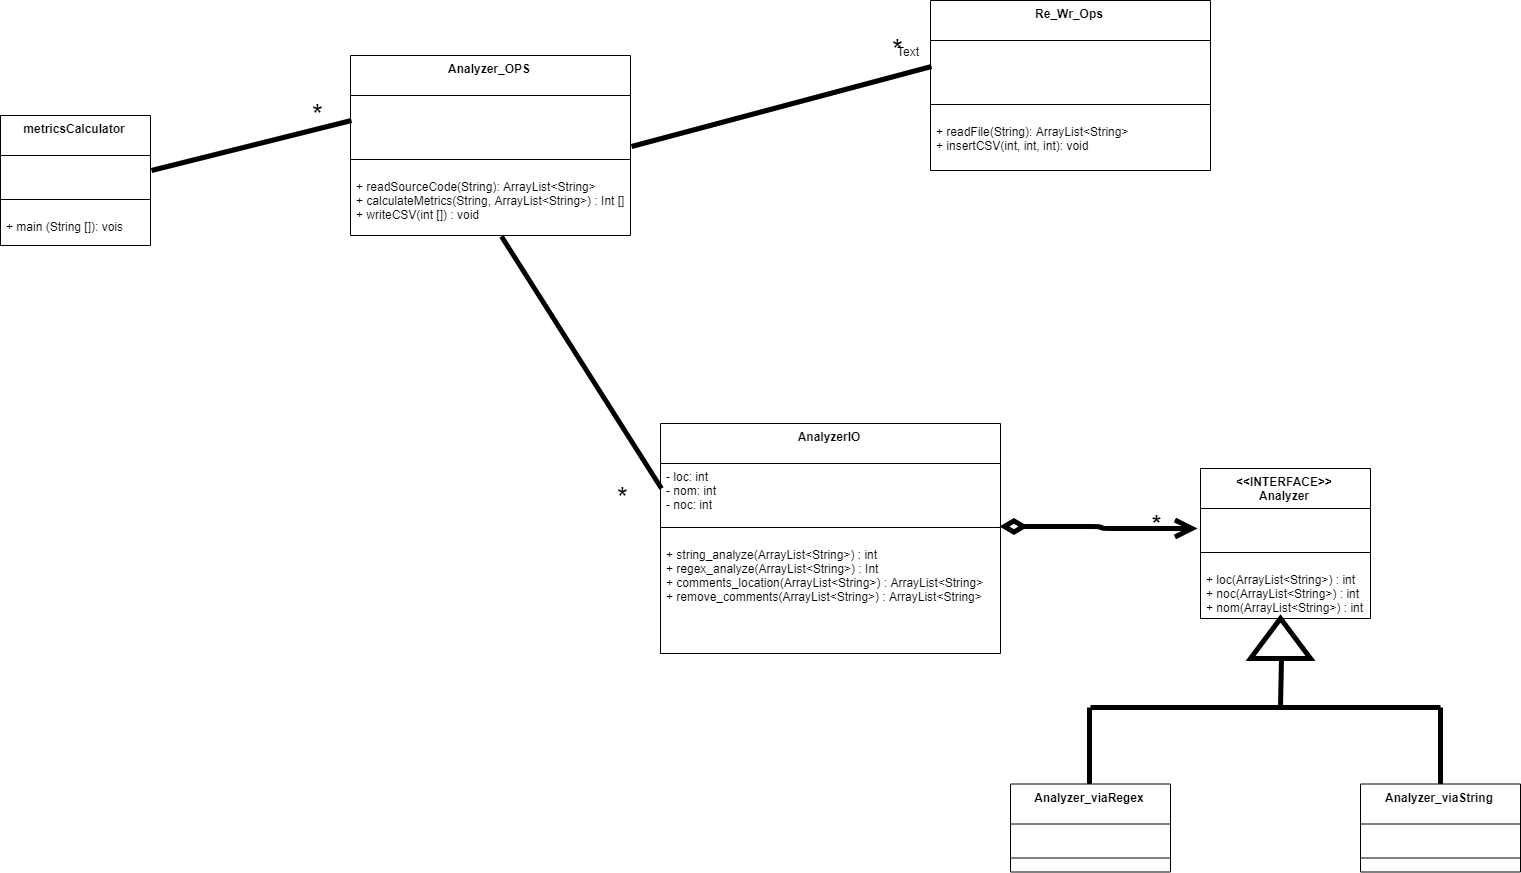 Re_Wr_Ops
*
Text
+ readFile(String): ArrayList<String>
+ insertCSV(int, int, int): void
Analyzer_OPS
+ readSourceCode(String): ArrayList<String>
+ calculateMetrics(String, ArrayList<String>) : Int []
+ writeCSV(int []) : void
*
metricsCalculator
+ main (String []): vois
AnalyzerIO
- loc: int
- nom: int
- noc: int
+ string_analyze(ArrayList<String>) : int
+ regex_analyze(ArrayList<String>) : Int
+ comments_location(ArrayList<String>) : ArrayList<String>
+ remove_comments(ArrayList<String>) : ArrayList<String>
*
*
<<INTERFACE>>
Analyzer
+ loc(ArrayList<String>) : int
+ noc(ArrayList<String>) : int
+ nom(ArrayList<String>) : int
Analyzer_viaRegex
Analyzer_viaString